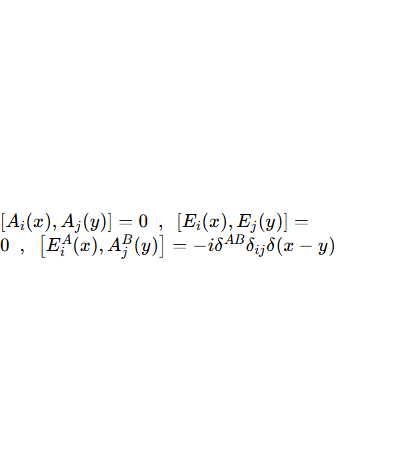 [A_i(x), A_j(y)] = 0 , [E_i(x), E_j(y)] =
0 , [E_i^A(x), A_j^B(y)] = −iδ^{AB}δ_{ij}δ(x − y)